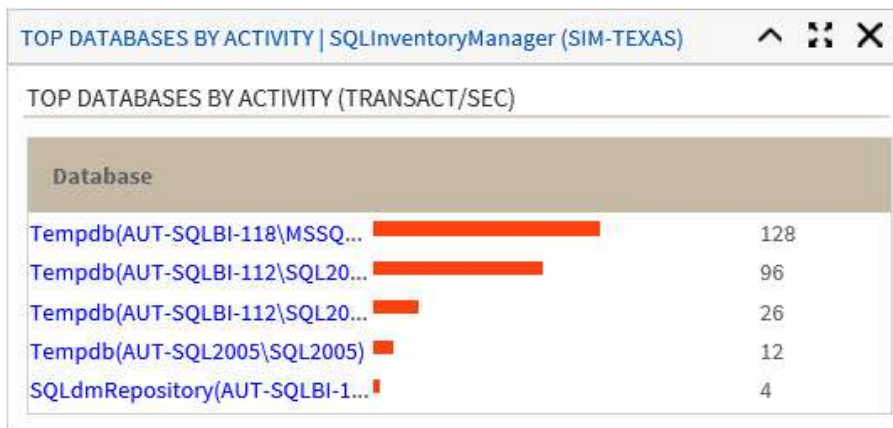 TOP DATABASES BY ACTIVITY | SQLInventoryManager (SIM-TEXAS)
TOP DATABASES BY ACTIVITY (TRANSACT/SEC)
Database
Tempdb(AUT-SQLBI-118\MSSQ... 128
Tempdb(AUT-SQLBI-112\SQL20... 96
Tempdb(AUT-SQLBI-112\SQL20... 26
Tempdb(AUT-SQL2005\SQL2005) 12
SQLdmRepository(AUT-SQLBI-1... 4